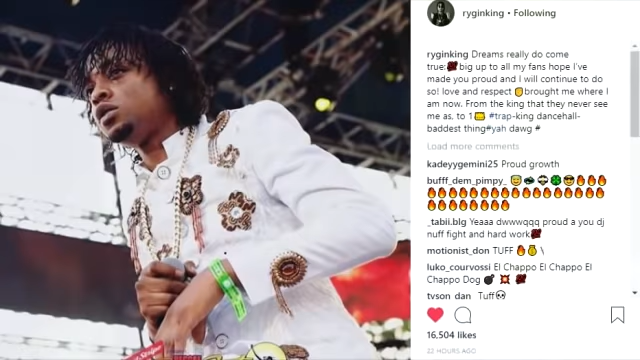 ryginking • Following
ryginking Dreams really do come
true: big up to all my fans hope I've
made you proud and I will continue to do
so! love and respect brought me where I
am now. From the king that they never see
me as. to 1 #trap-king dancehall-
baddest thing#yah dawg #
Load more comments
kadeyygemini25 Proud growth
bufff_dem_pimpy_
_tabii.blg Yeaaa dwwwqqq proud a you dj
nuff fight and hard work
motionist_don TUFF \
luko_courvossi El Chappo El Chappo El
Chappo Dog
tvson dan Tuff
16,504 likes
22 HOURS AGO